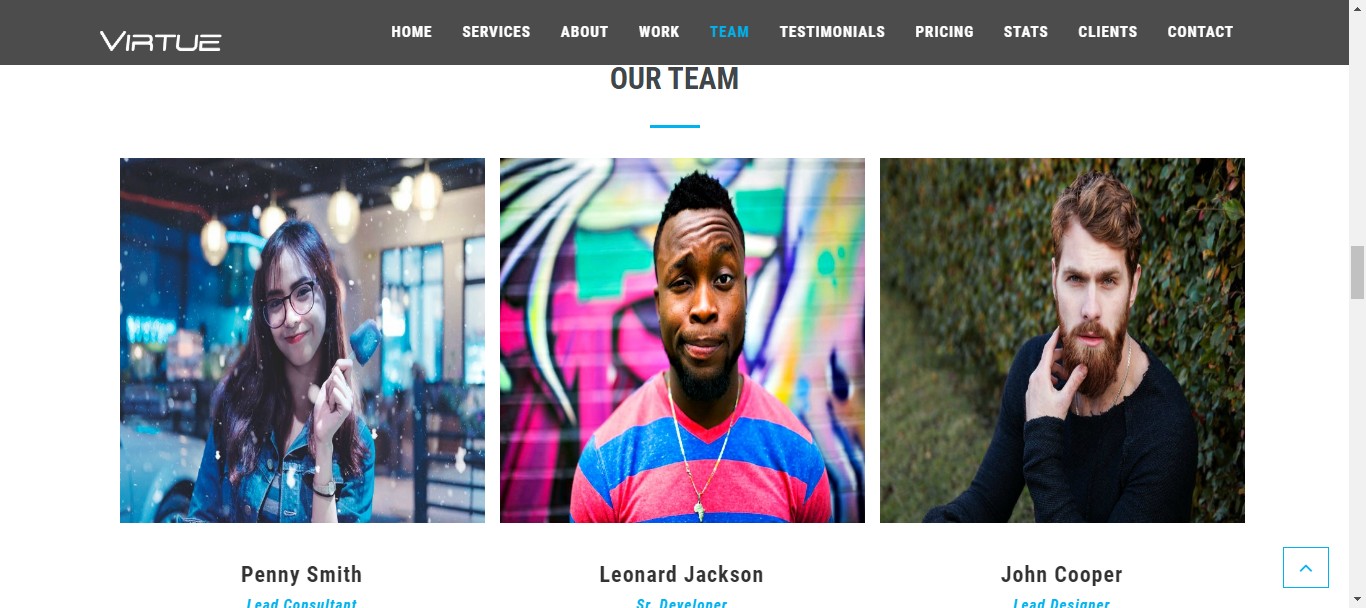 VIRTUE
HOME SERVICES ABOUT WORK TEAM TESTIMONIALS PRICING STATS CLIENTS CONTACT
OUR TEAM
Penny Smith
Leonard Jackson
John Cooper
Lead Consultant
Sr. Developer
Lead Designer